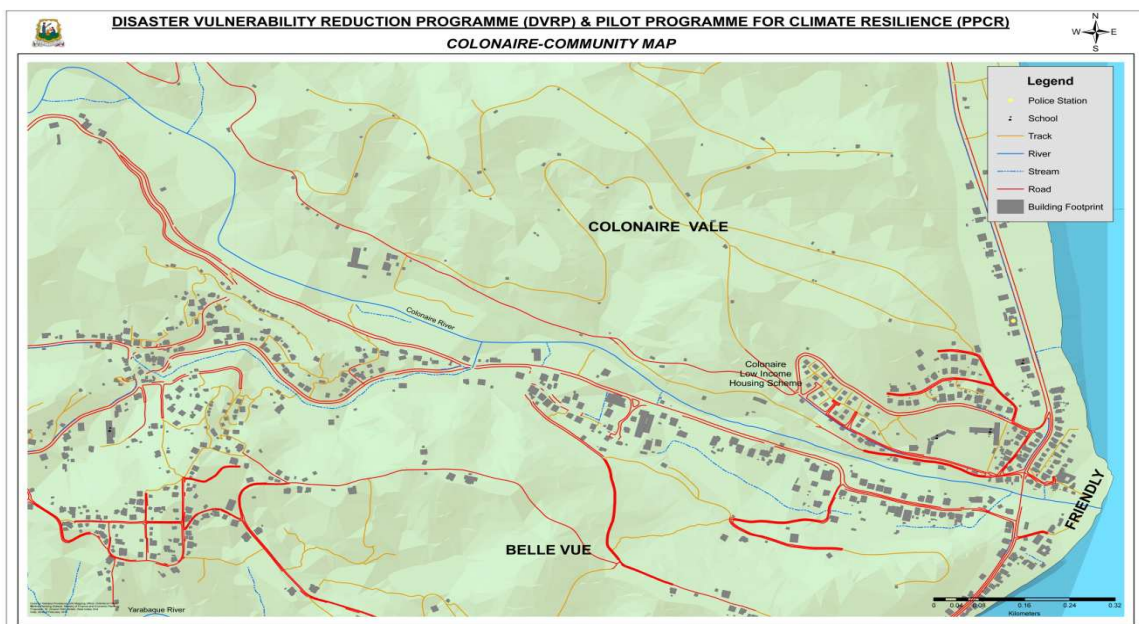 DISASTER VULNERABILITY REDUCTION PROGRAMME (DVRP) & PILOT PROGRAMME FOR CLIMATE RESILIENCE (PPCR)
COLONAIRE-COMMUNITY MAP
N
W E
S
Legend
Police Station
School
Track
River
Stream
Road
Building Footprint
COLONAIRE VALE
Colonaire River
Colonaire
Low Income
Housing Scheme
FRIENDLY
BELLE VUE
Yarabaque River
0 0.04 0.08 0.16 0.24 0.32
Kilometers